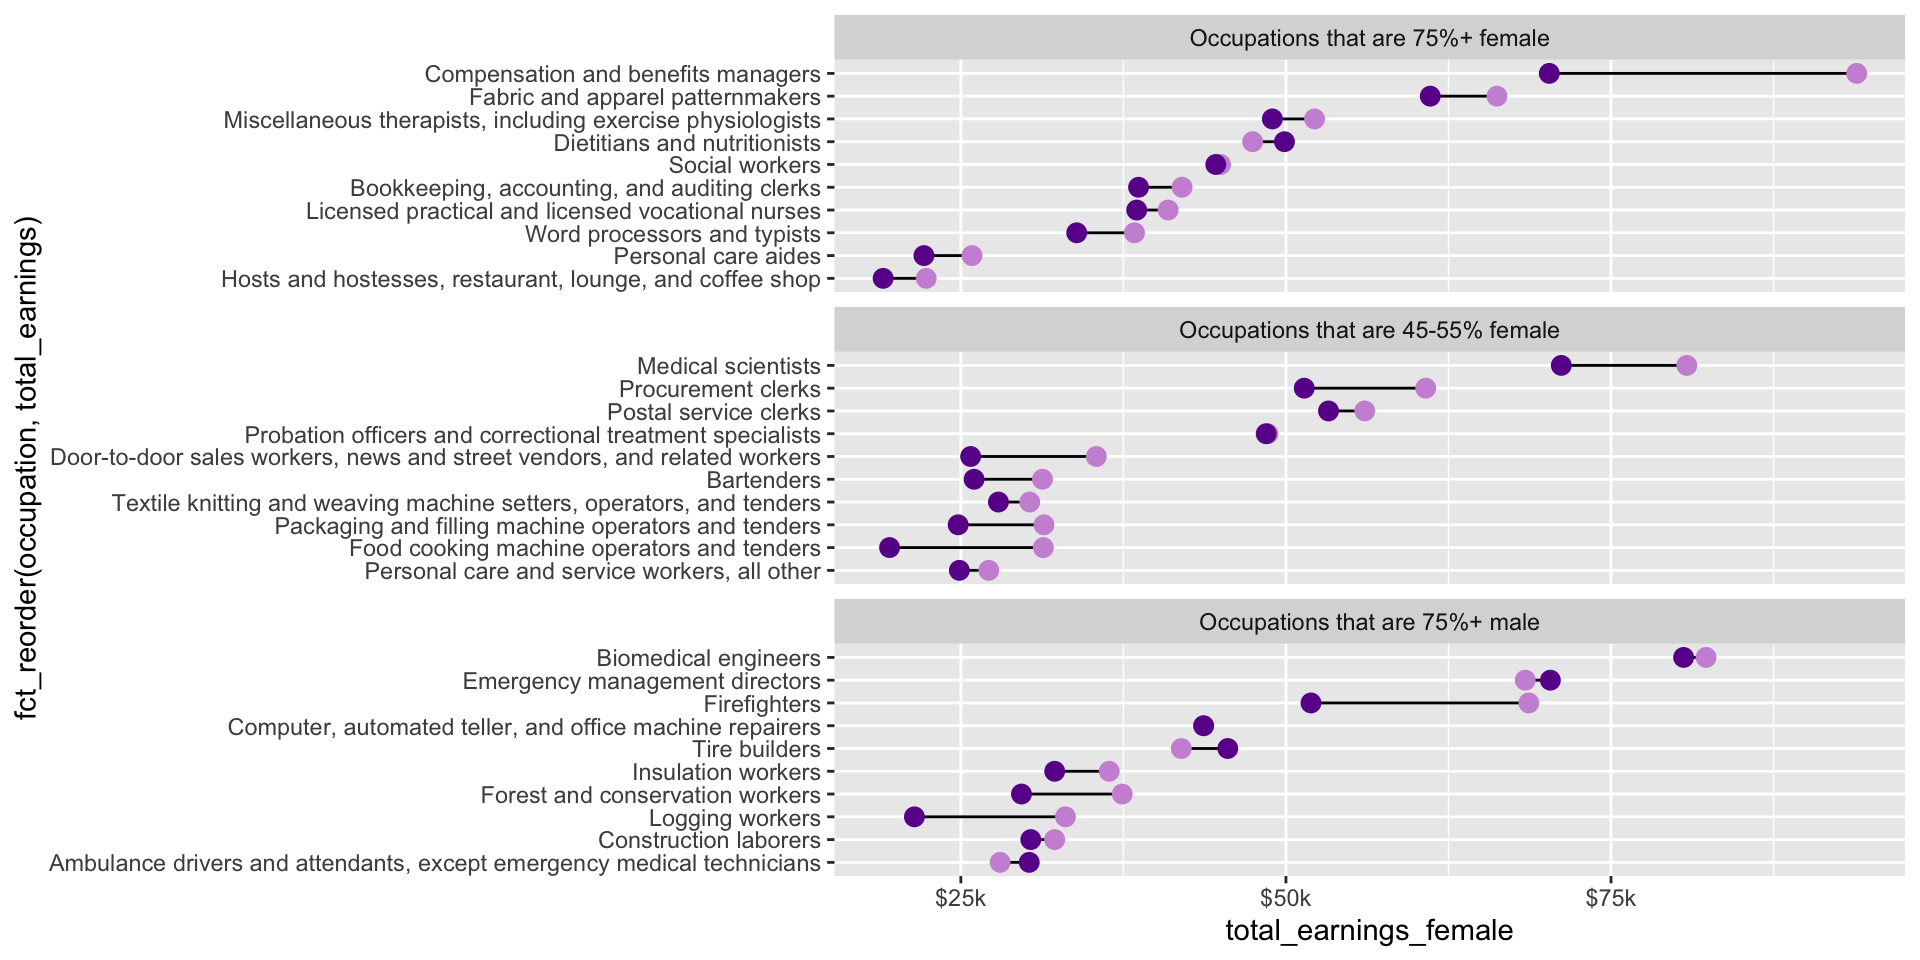 Occupations that are 75%+ female
Compensation and benefits managers
Fabric and apparel patternmakers
Miscellaneous therapists, including exercise physiologists
Dietitians and nutritionists
Social workers
Bookkeeping, accounting, and auditing clerks
Licensed practical and licensed vocational nurses
Word processors and typists
Personal care aides
Hosts and hostesses, restaurant, lounge, and coffee shop
Occupations that are 45-55% female
Medical scientists
Procurement clerks
Postal service clerks
Probation officers and correctional treatment specialists
Door-to-door sales workers, news and street vendors, and related workers
Bartenders
Textile knitting and weaving machine setters, operators, and tenders
Packaging and filling machine operators and tenders
Food cooking machine operators and tenders
Personal care and service workers, all other
Occupations that are 75%+ male
Biomedical engineers
Emergency management directors
Firefighters
Computer, automated teller, and office machine repairers
Tire builders
Insulation workers
Forest and conservation workers
Logging workers
Construction laborers
Ambulance drivers and attendants, except emergency medical technicians
$25k $50k $75k
total_earnings_female
fct_reorder(occupation, total_earnings)